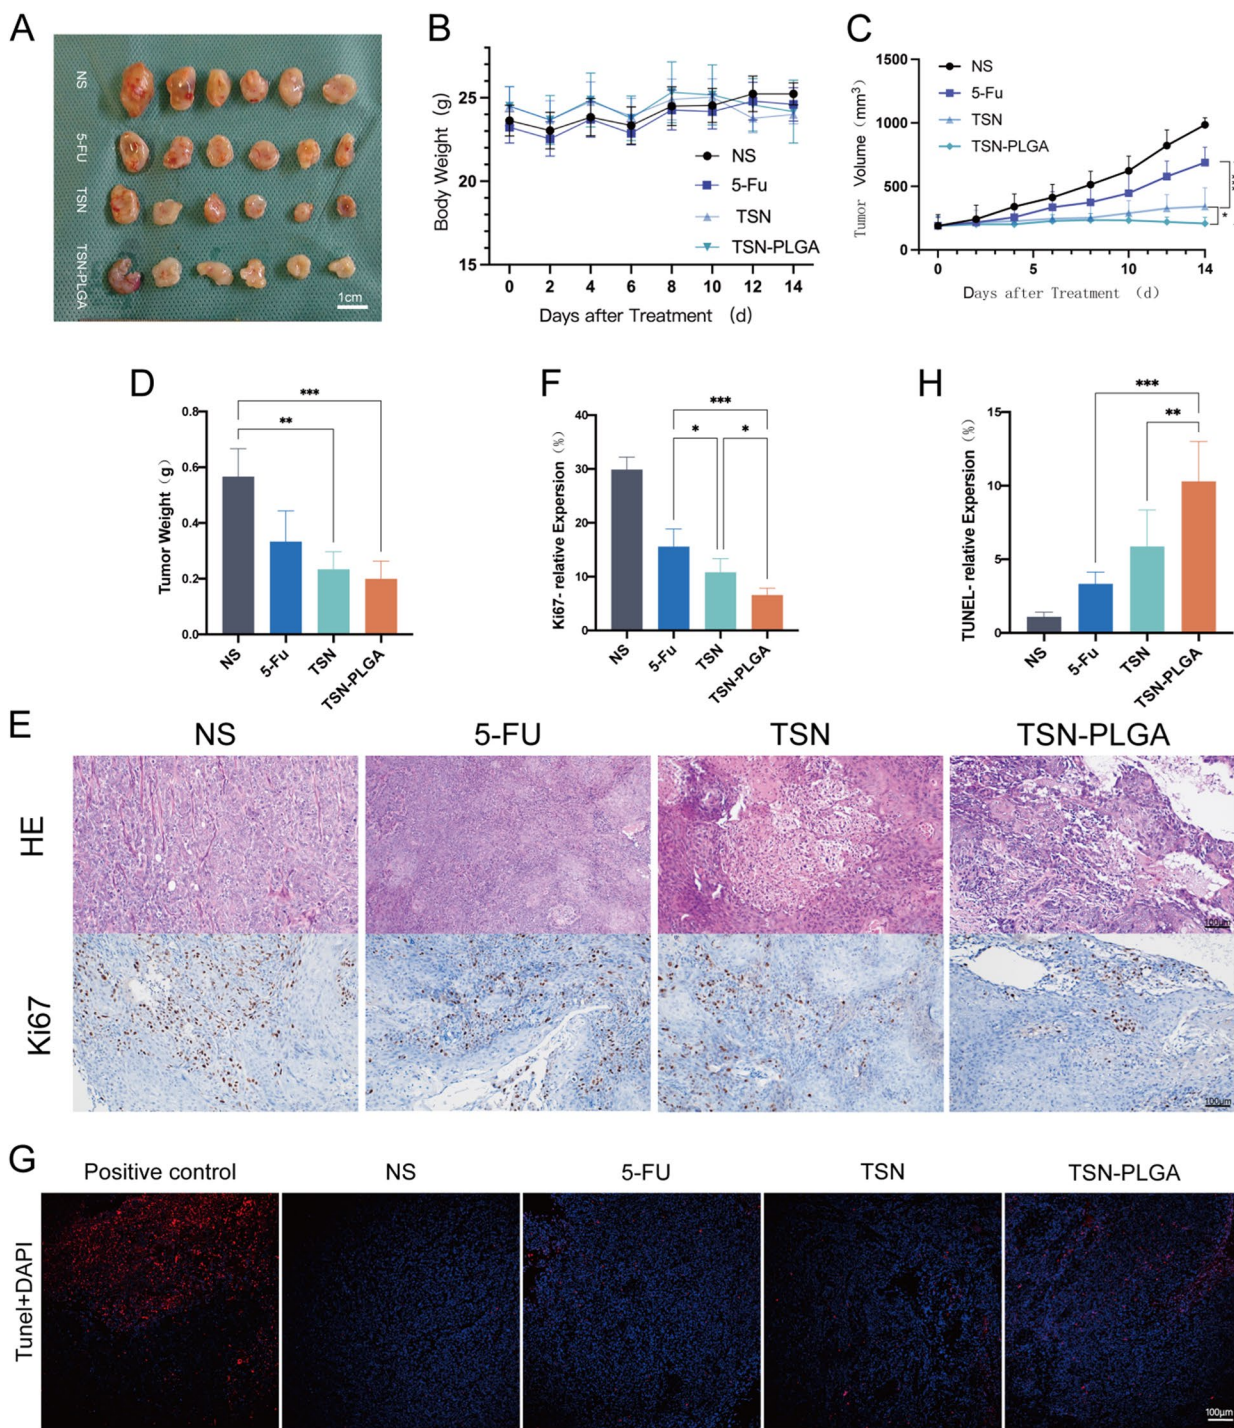 A
NS
5-FU
TSN
TSN-PLGA
1cm
B
Body Weight (g)
25
20
15
NS
5-Fu
TSN
TSN-PLGA
0 2 4 6 8 10 12 14
Days after Treatment (d)
C
Tumor Volume (mm3)
1500
1000
500
0
NS
5-Fu
TSN
TSN-PLGA
*
0 5 10 14
Days after Treatment (d)
D
Tumor Weight (g)
0.8
0.6
0.4
0.2
0.0
***
**
NS
5-Fu
TSN
TSN-PLGA
F
Ki67- relative Expersion (%)
40
30
20
10
0
***
*
*
NS
5-Fu
TSN
TSN-PLGA
H
TUNEL- relative Expersion (%)
15
10
5
0
***
**
NS
5-Fu
TSN
TSN-PLGA
E
NS 5-FU TSN TSN-PLGA
HE
100μm
Ki67
100μm
G
Positive control NS 5-FU TSN TSN-PLGA
Tunel+DAPI
100μm